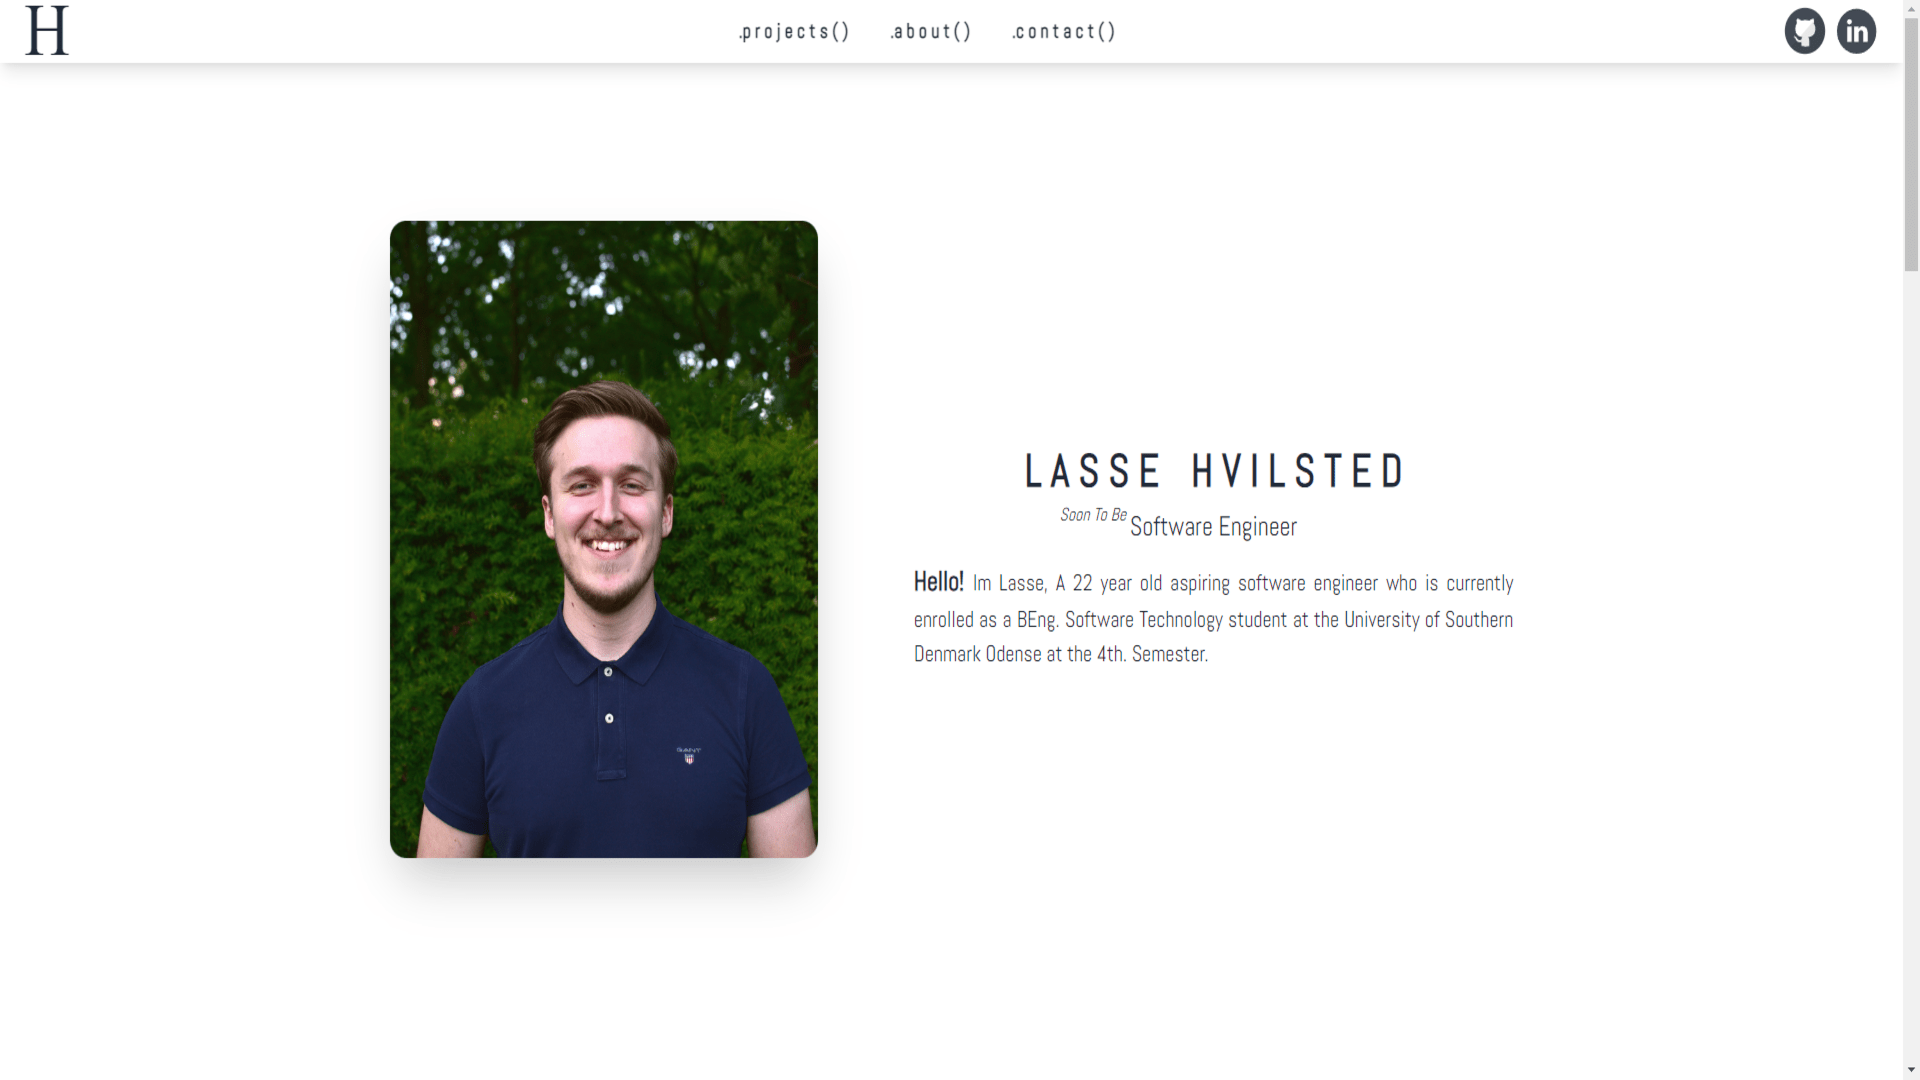 H
.projects()
.about()
.contact()
in
GANT
LASSE HVILSTED
Soon To Be Software Engineer
Hello! Im Lasse, A 22 year old aspiring software engineer who is currently
enrolled as a BEng. Software Technology student at the University of Southern
Denmark Odense at the 4th. Semester.